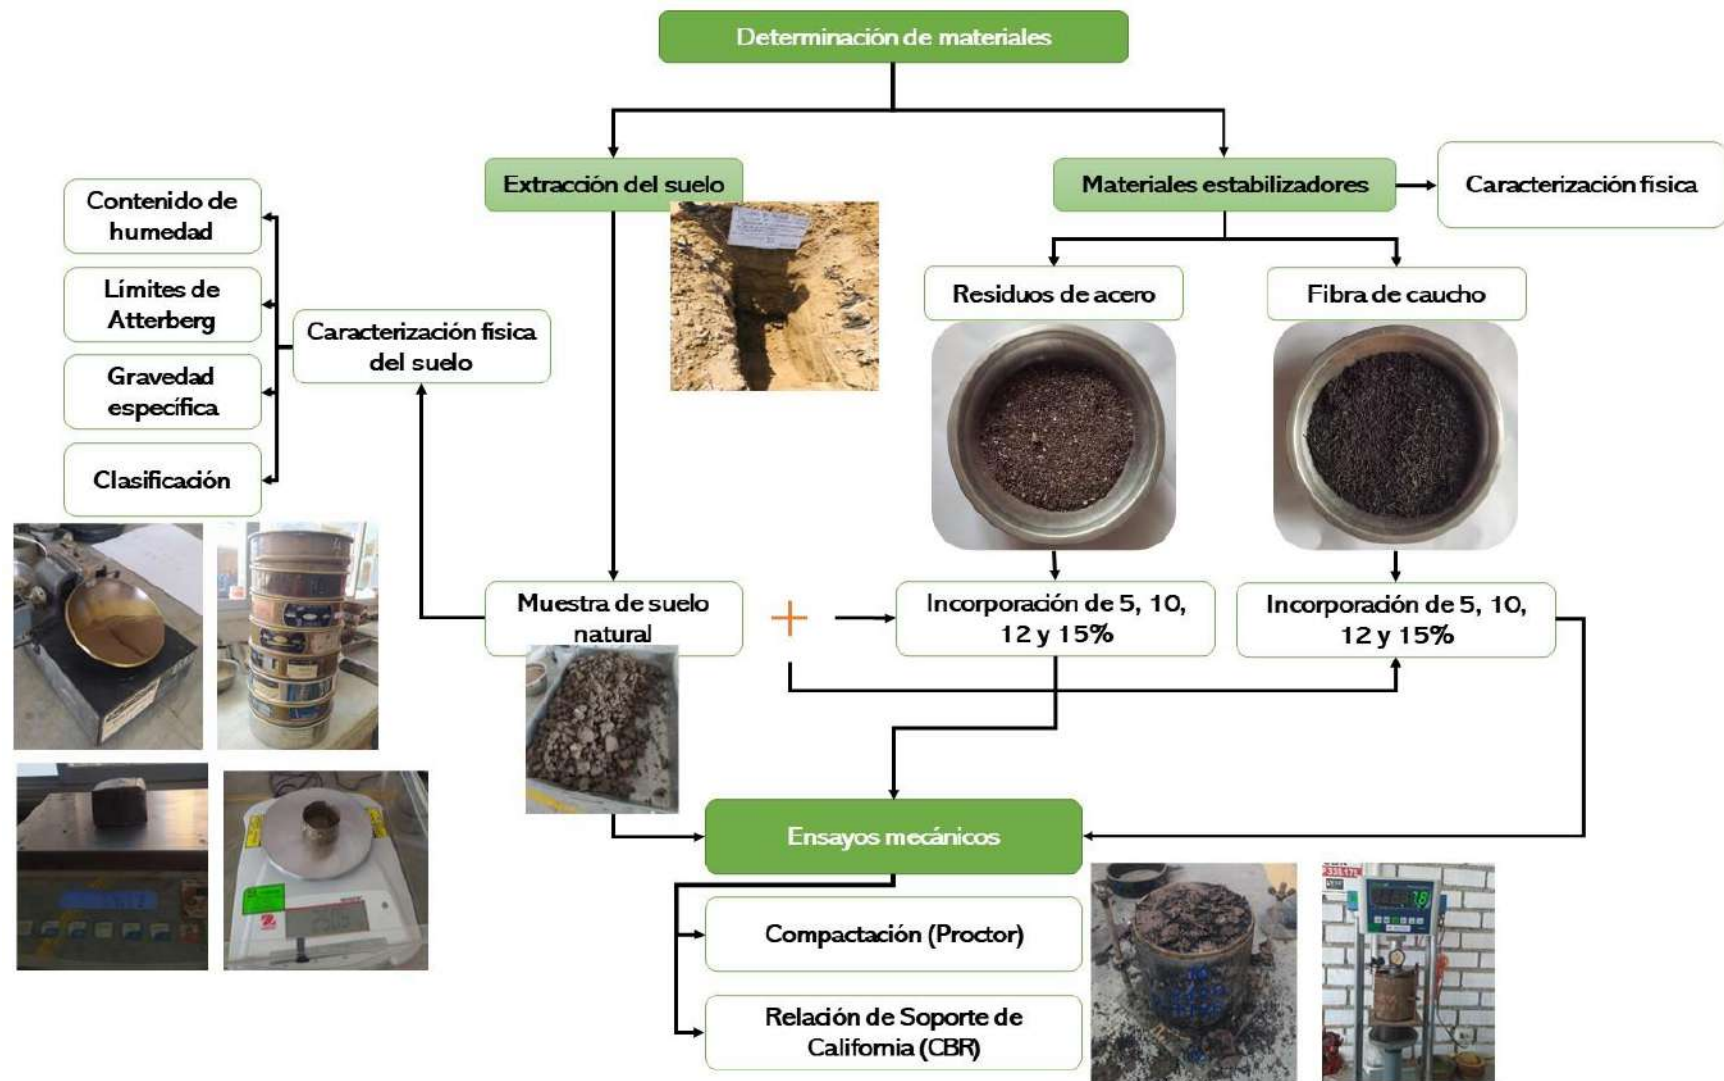 Determinación de materiales
Extracción del suelo
Materiales estabilizadores
Caracterización física
Contenido de
humedad
Límites de
Atterberg
Gravedad
específica
Clasificación
Caracterización física
del suelo
Residuos de acero
Fibra de caucho
Muestra de suelo
natural
+
Incorporación de 5, 10,
12 y 15%
Incorporación de 5, 10,
12 y 15%
Ensayos mecánicos
Compactación (Proctor)
Relación de Soporte de
California (CBR)